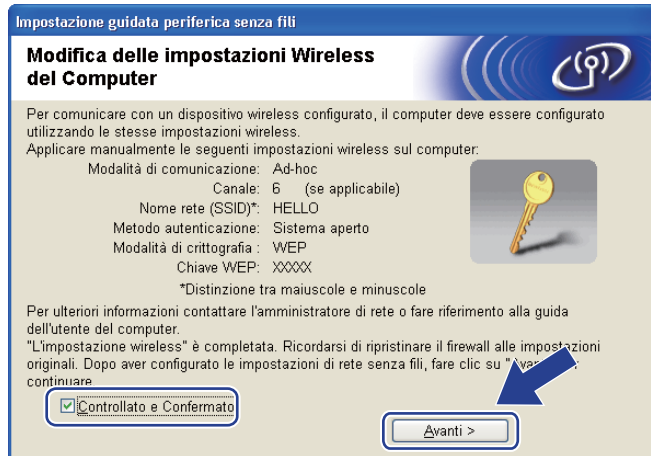 Impostazione guidata periferica senza fili
Modifica delle impostazioni Wireless
del Computer
Per comunicare con un dispositivo wireless configurato, il computer deve essere configurato
utilizzando le stesse impostazioni wireless.
Applicare manualmente le seguenti impostazioni wireless sul computer:
Modalità di comunicazione: Ad-hoc
Canale: 6 (se applicabile)
Nome rete (SSID)*: HELLO
Metodo autenticazione: Sistema aperto
Modalità di crittografia : WEP
Chiave WEP: XXXXX
*Distinzione tra maiuscole e minuscole
Per ulteriori informazioni contattare l'amministratore di rete o fare riferimento alla guida
dell'utente del computer.
"L'impostazione wireless" è completata. Ricordarsi di ripristinare il firewall alle impostazioni
originali. Dopo aver configurato le impostazioni di rete senza fili, fare clic su
continuare.
Controllato e Confermato
Avanti >